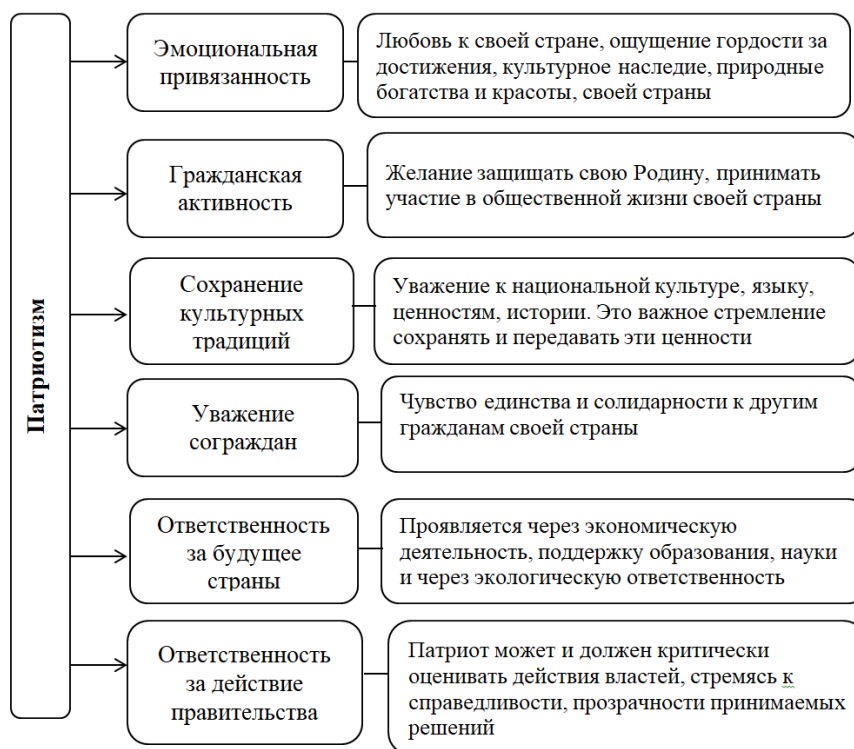 Патриотизм
Эмоциональная
привязанность
Любовь к своей стране, ощущение гордости за
достижения, культурное наследие, природные
богатства и красоты, своей страны
Гражданская
активность
Желание защищать свою Родину, принимать
участие в общественной жизни своей страны
Сохранение
культурных
традиций
Уважение к национальной культуре, языку,
ценностям, истории. Это важное стремление
сохранять и передавать эти ценности
Уважение
сограждан
Чувство единства и солидарности к другим
гражданам своей страны
Ответственность
за будущее
страны
Проявляется через экономическую
деятельность, поддержку образования, науки
и через экологическую ответственность
Ответственность
за действие
правительства
Патриот может и должен критически
оценивать действия властей, стремясь к
справедливости, прозрачности принимаемых
решений